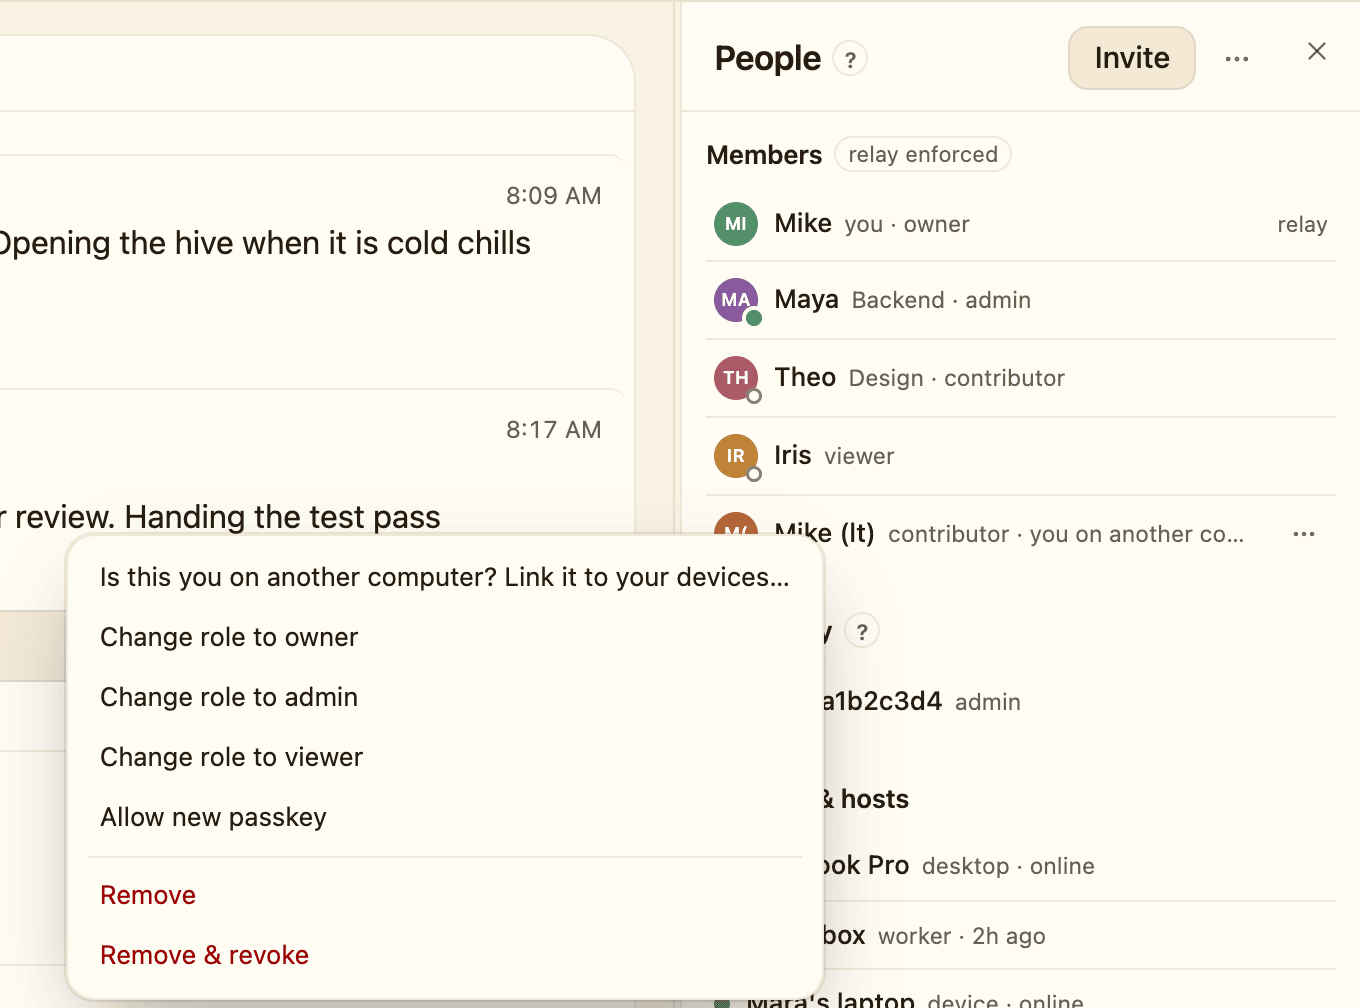 People ?
Invite ...
Members relay enforced
8:09 AM
Opening the hive when it is cold chills
MI Mike you · owner relay
MA Maya Backend · admin
TH Theo Design · contributor
IR Iris viewer
8:17 AM
review. Handing the test pass
Mike (lt) contributor · you on another co... ...
Is this you on another computer? Link it to your devices...
Change role to owner
Change role to admin
Change role to viewer
Allow new passkey
Remove
Remove & revoke
?
a1b2c3d4 admin
& hosts
Pro desktop · online
box worker · 2h ago
Mara's laptop device · online